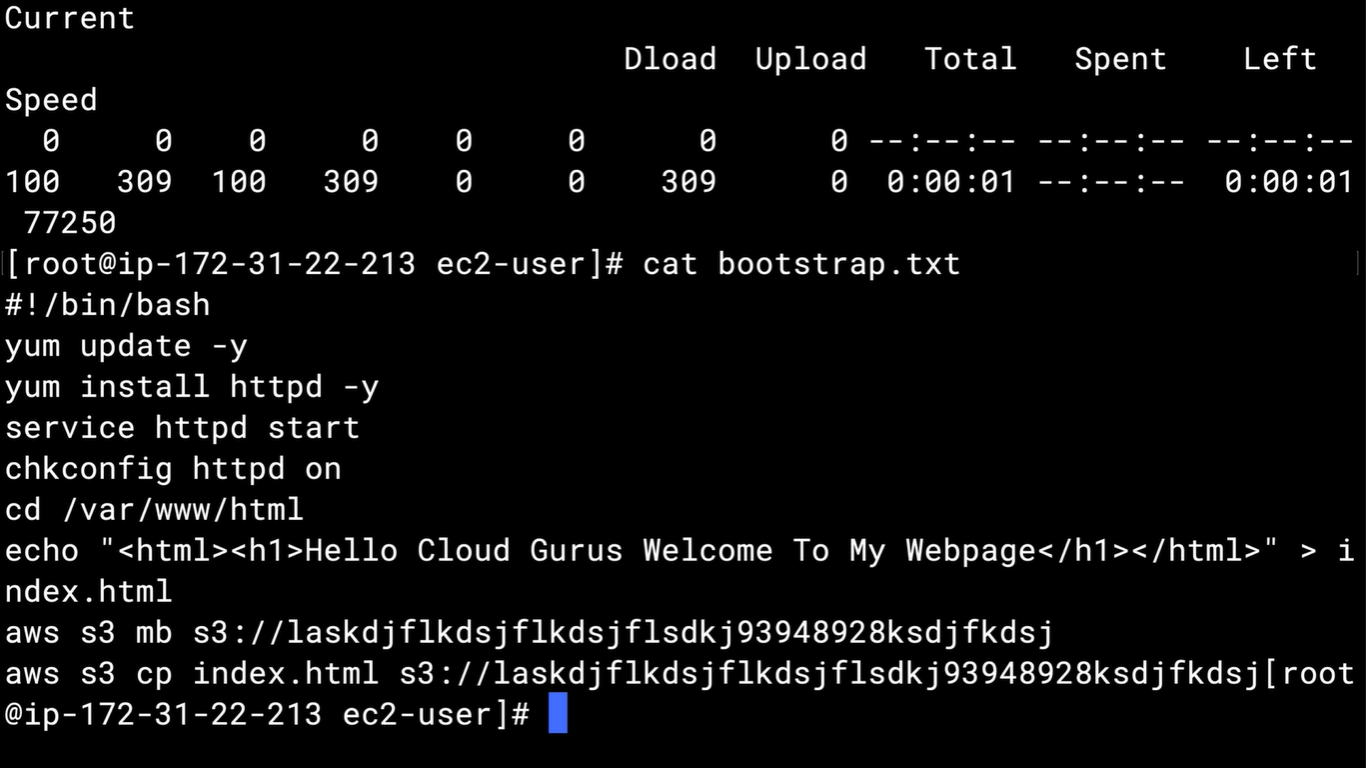 Current
Dload Upload Total Spent Left
Speed
0 0 0 0 0 0 0 0 --:--:-- --:--:-- --:--:--
100 309 100 309 0 0 309 0 0:00:01 --:--:-- 0:00:01
77250
[root@ip-172-31-22-213 ec2-user]# cat bootstrap.txt
#!/bin/bash
yum update -y
yum install httpd -y
service httpd start
chkconfig httpd on
cd /var/www/html
echo "<html><h1>Hello Cloud Gurus Welcome To My Webpage</h1></html>" > i
ndex.html
aws s3 mb s3://laskdjflkdsjflkdsjflsdkj93948928ksdjfkdsj
aws s3 cp index.html s3://laskdjflkdsjflkdsjflsdkj93948928ksdjfkdsj[root
@ip-172-31-22-213 ec2-user]#